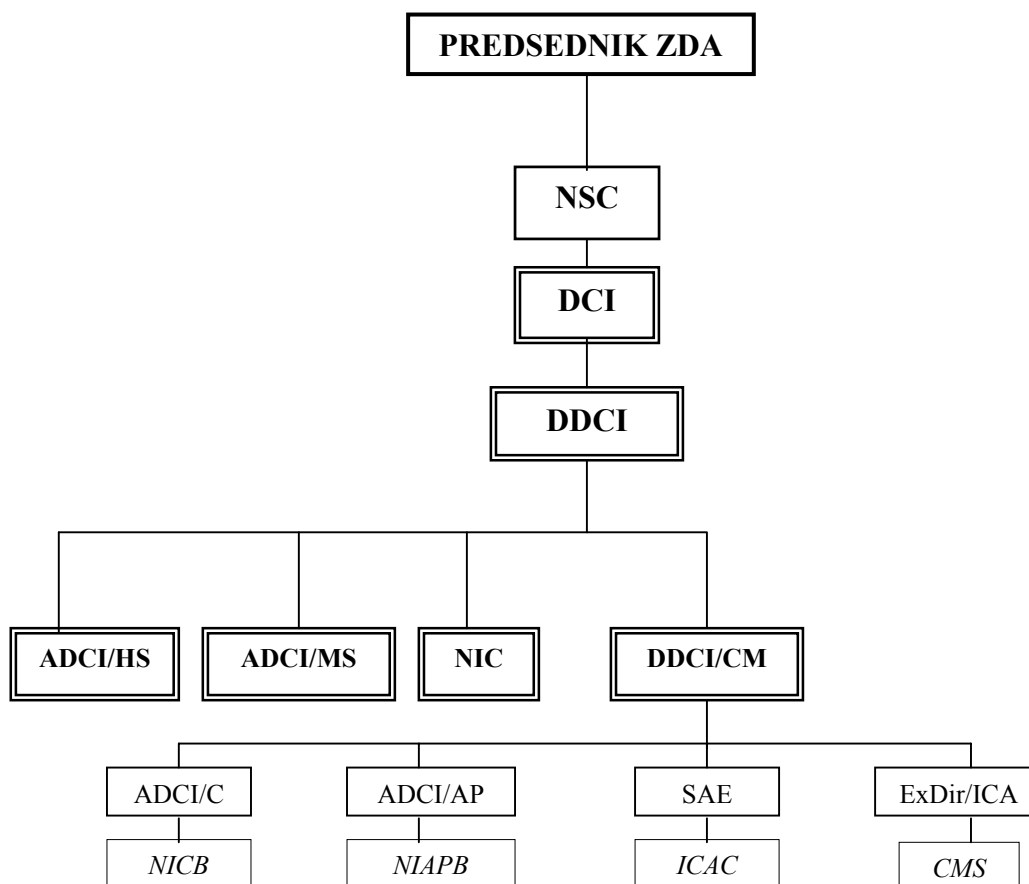 PREDSEDNIK ZDA
NSC
DCI
DDCI
ADCI/HS
ADCI/MS
NIC
DDCI/CM
ADCI/C
ADCI/AP
SAE
ExDir/ICA
NICB
NIAPB
ICAC
CMS